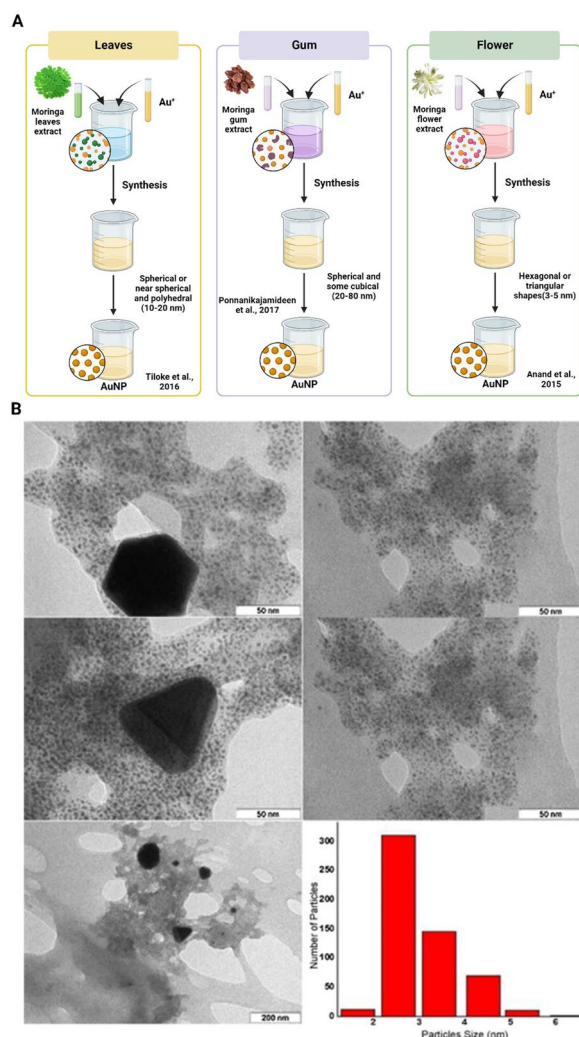 A
Leaves
Moringa
leaves
extract
Au⁺
Synthesis
Spherical or
near spherical
and polyhedral
(10-20 nm)
AuNP
Tiloke et al.,
2016
Gum
Moringa
gum
extract
Au⁺
Synthesis
Spherical and
some cubical
(20-80 nm)
Ponnanikajamideen
et al., 2017
AuNP
Flower
Moringa
flower
extract
Au⁺
Synthesis
Hexagonal or
triangular
shapes(3-5 nm)
AuNP
Anand et al.,
2015
B
50 nm
50 nm
50 nm
50 nm
200 nm
Number of Particles
300
250
200
150
100
50
0
2 3 4 5 6
Particles Size (nm)